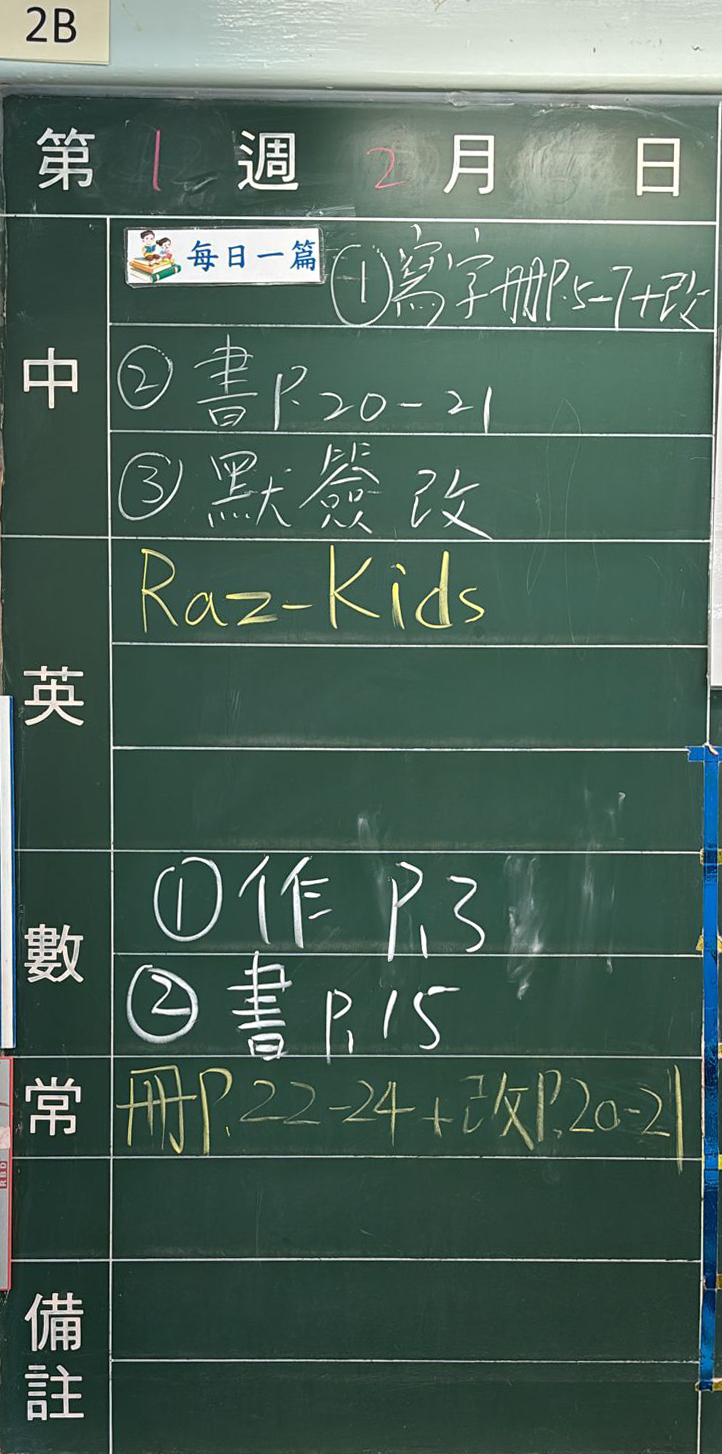 2B
第 1 週 2 月 日
中
每日一篇 ①寫字冊P.5-7+改
②書P.20-21
③默簽改
英
Raz-Kids
數
①作 P.3
②書P.15
常
冊P.22-24+改P.20-21
備註
RBD